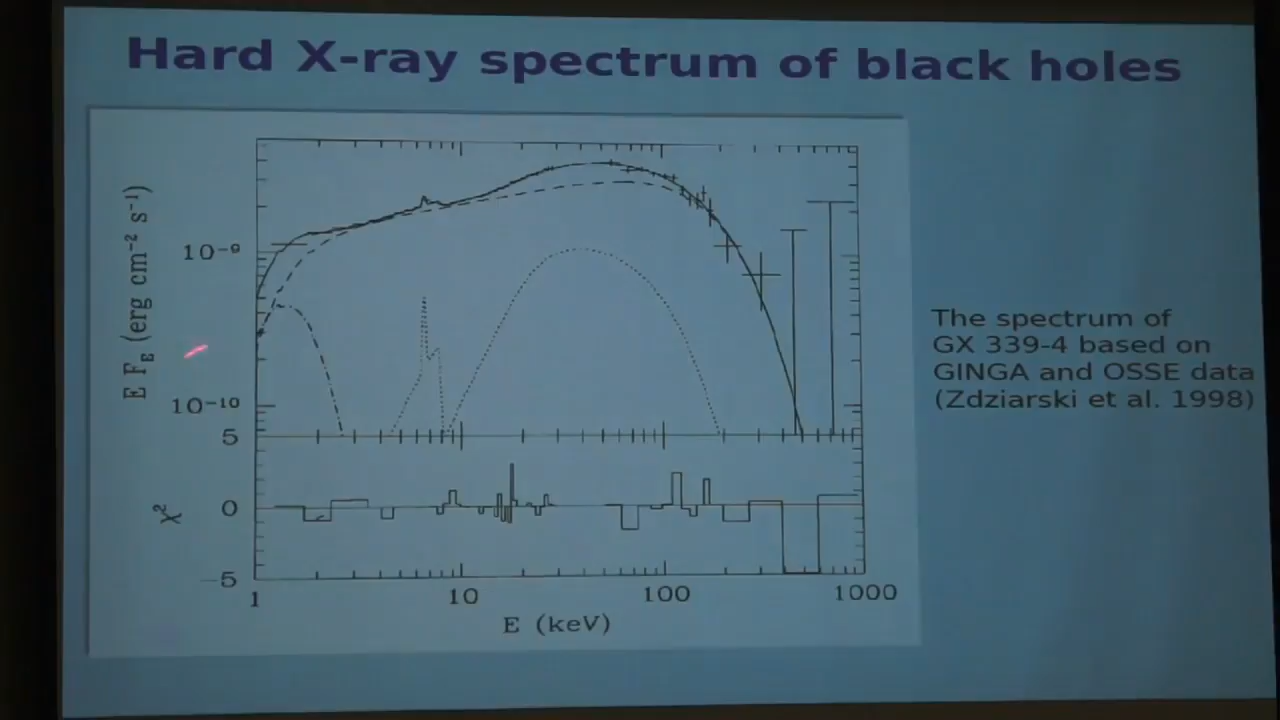 Hard X-ray spectrum of black holes
E F_E (erg cm⁻² s⁻¹)
10⁻⁹
10⁻¹⁰
5
χ²
0
−5
1
10
100
1000
E (keV)
The spectrum of
GX 339-4 based on
GINGA and OSSE data
(Zdziarski et al. 1998)